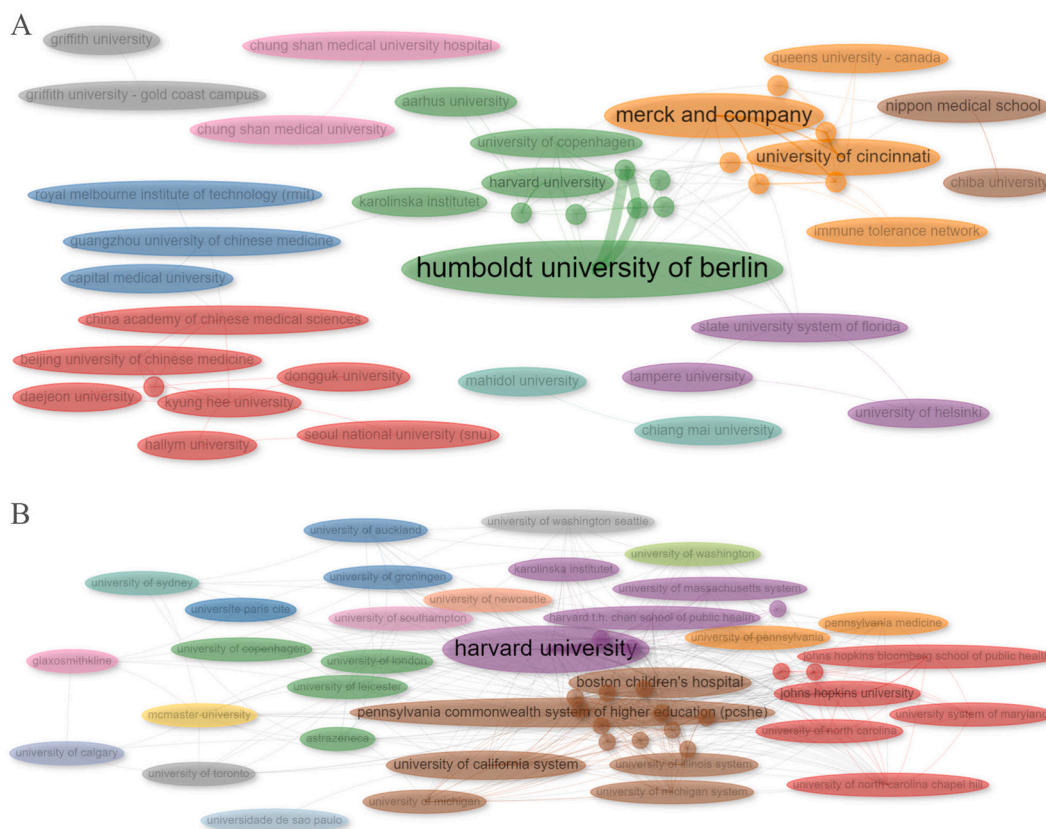 A
griffith university
chung shan medical university hospital
queens university - canada
griffith university - gold coast campus
aarhus university
merck and company
nippon medical school
chung shan medical university
university of copenhagen
university of cincinnati
harvard university
chiba university
royal melbourne institute of technology (rmit)
karolinska institutet
immune tolerance network
guangzhou university of chinese medicine
humboldt university of berlin
capital medical university
china academy of chinese medical sciences
state university system of florida
beijing university of chinese medicine
dongguk university
mahidol university
tampere university
daejeon university
kyung hee university
university of helsinki
hallym university
seoul national university (snu)
chiang mai university
B
university of auckland
university of washington seattle
university of washington
university of sydney
university of groningen
karolinska institutet
university of massachusetts system
universite paris cite
university of newcastle
university of southampton
harvard t.h. chan school of public health
pennsylvania medicine
university of pennsylvania
glaxosmithkline
university of copenhagen
harvard university
johns hopkins bloomberg school of public health
university of london
university of leicester
boston children's hospital
johns hopkins university
mcmaster university
pennsylvania commonwealth system of higher education (pcshe)
university system of maryland
university of calgary
astrazeneca
university of north carolina
university of toronto
university of california system
university of illinois system
university of michigan
university of michigan system
university of north carolina chapel hill
universidade de sao paulo